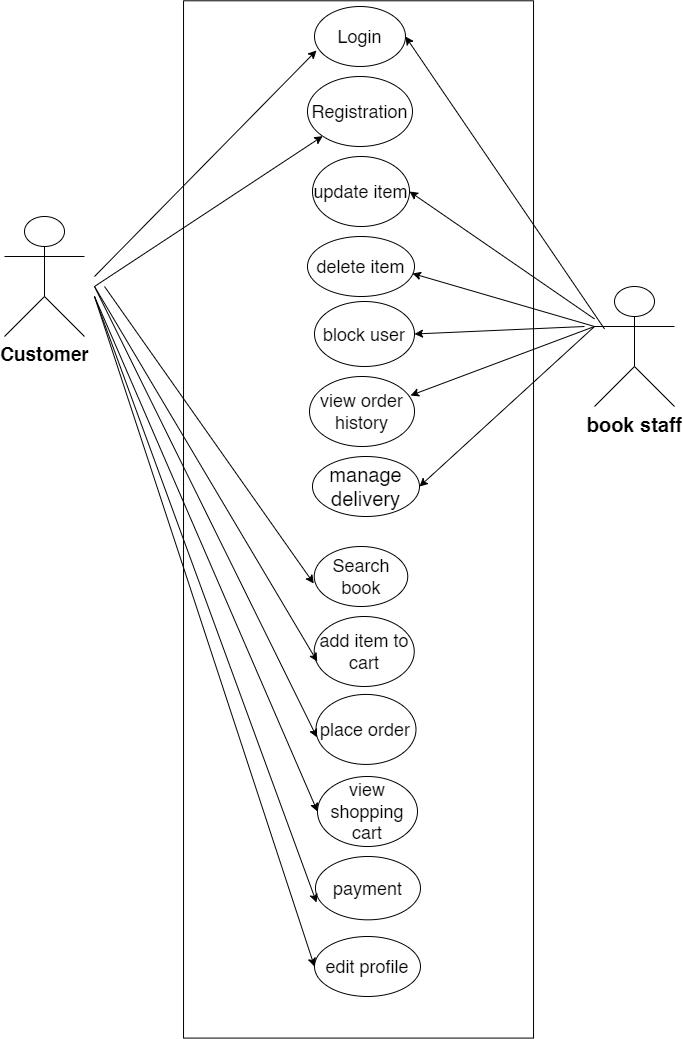 Login
Registration
update item
delete item
block user
view order
history
manage
delivery
Search
book
add item to
cart
place order
view
shopping
cart
payment
edit profile
Customer
book staff